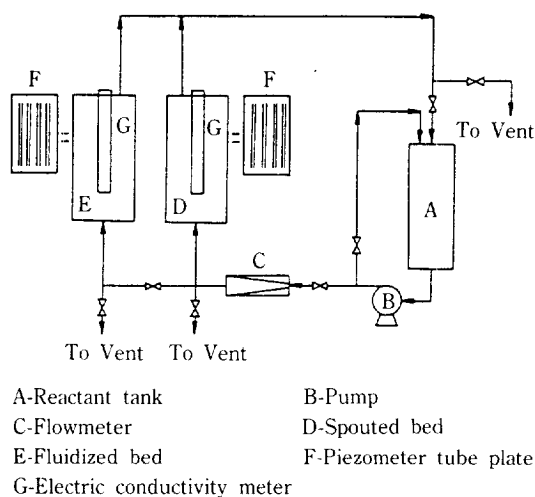 F
F
G
G
To Vent
E
D
A
C
B
To Vent
To Vent
A-Reactant tank
B-Pump
C-Flowmeter
D-Spouted bed
E-Fluidized bed
F-Piezometer tube plate
G-Electric conductivity meter